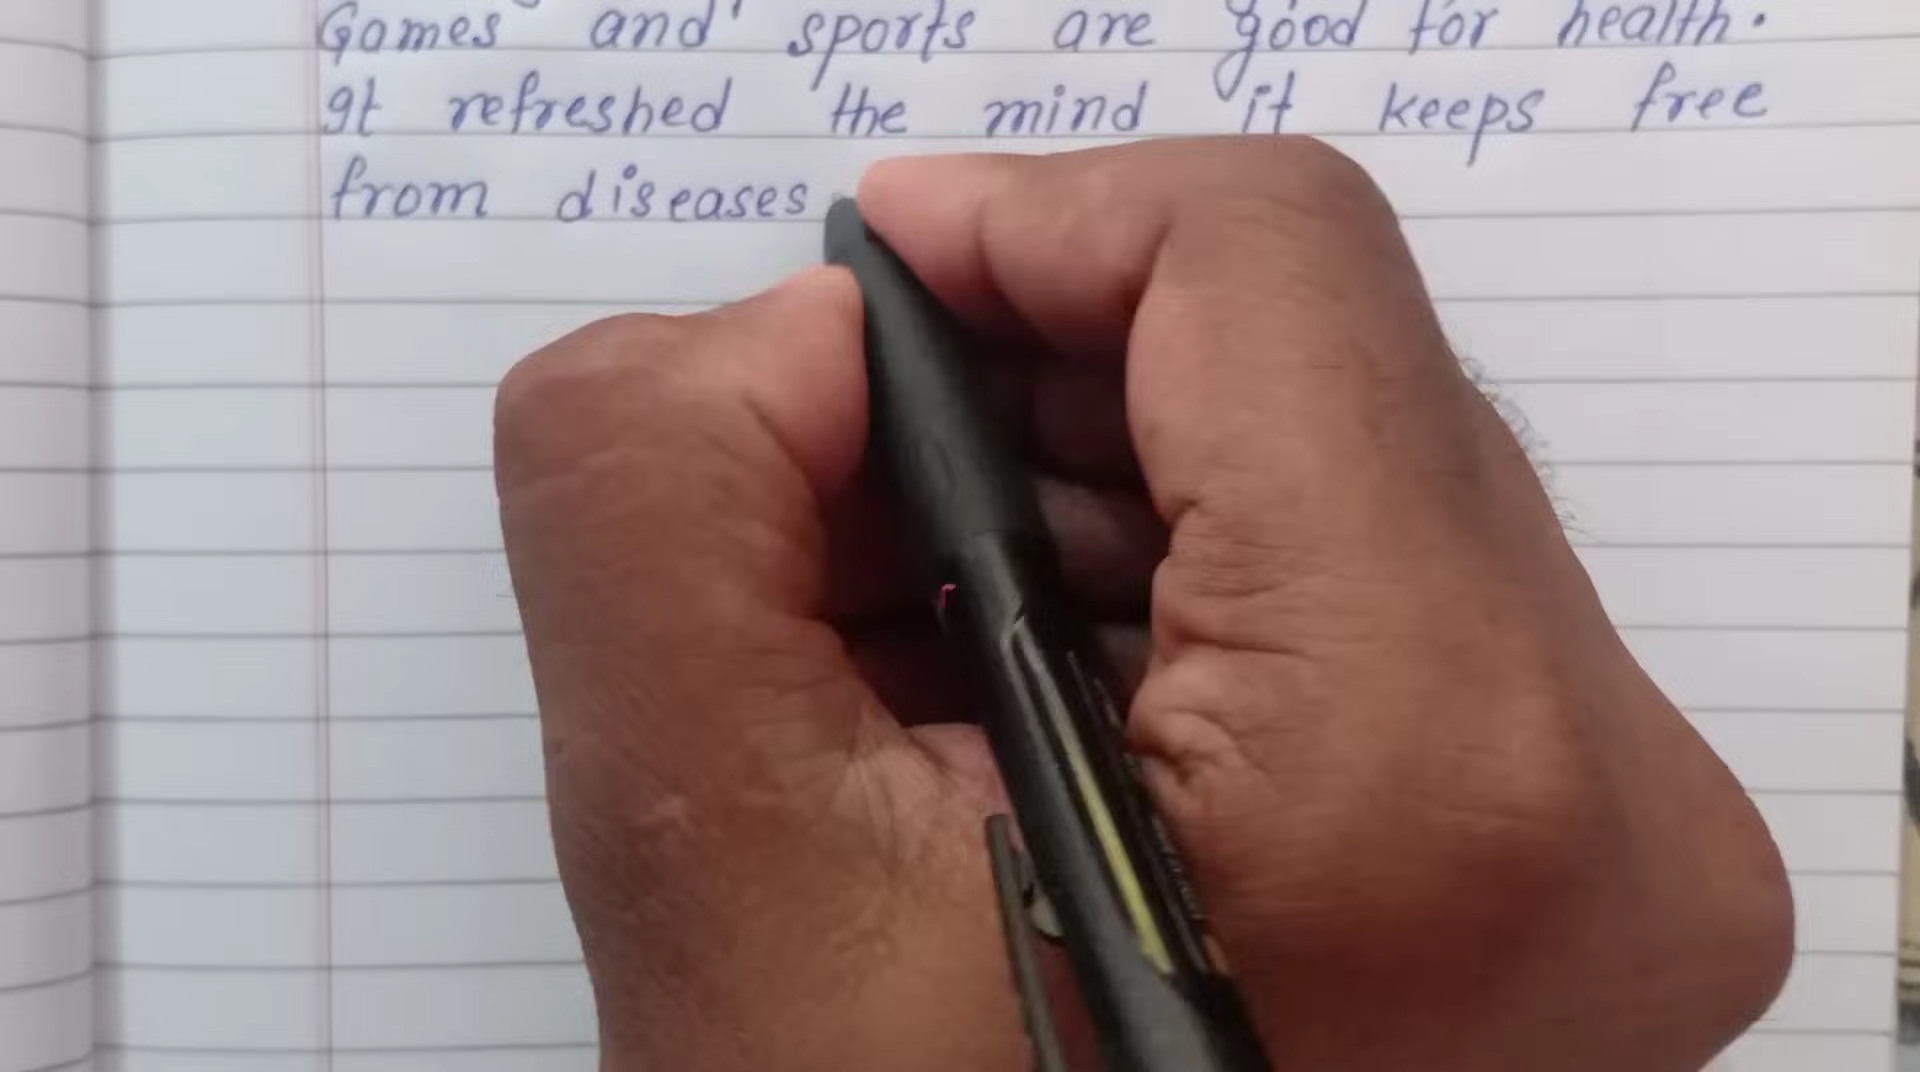 Games and sports are good for health.
It refreshed the mind it keeps free
from diseases